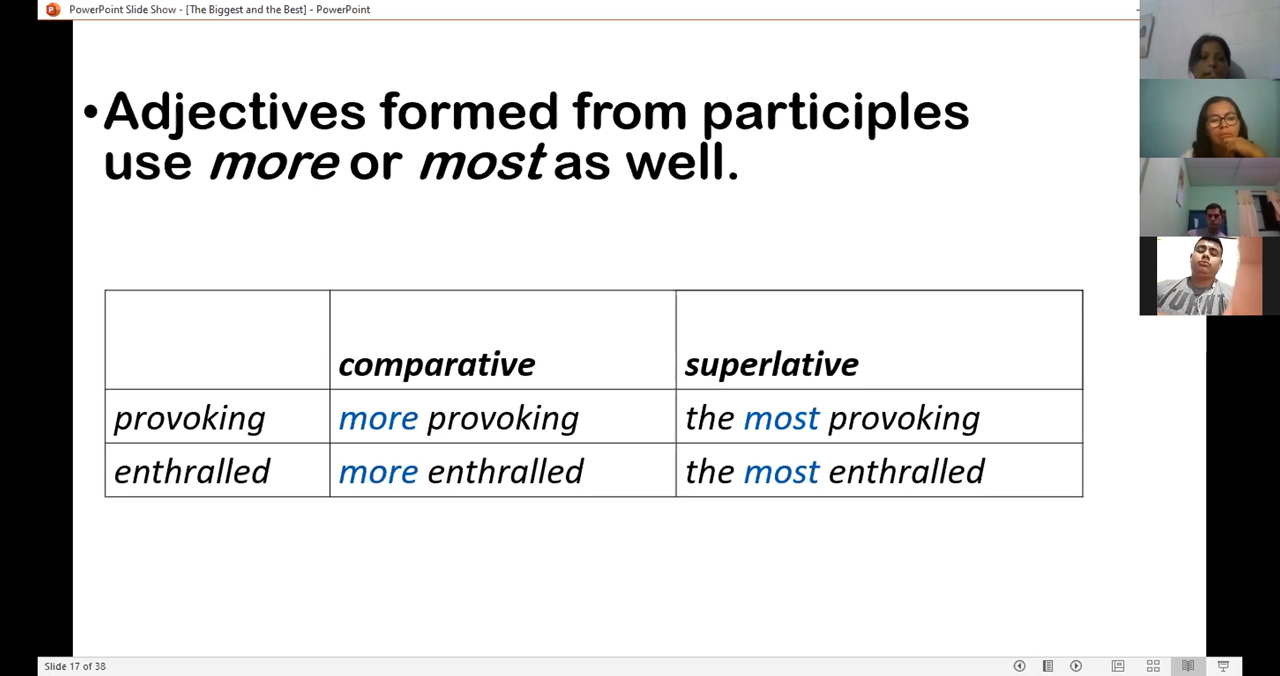 PowerPoint Slide Show - [The Biggest and the Best] - PowerPoint
•Adjectives formed from participles
use more or most as well.
comparative superlative
provoking more provoking the most provoking
enthralled more enthralled the most enthralled
Slide 17 of 38